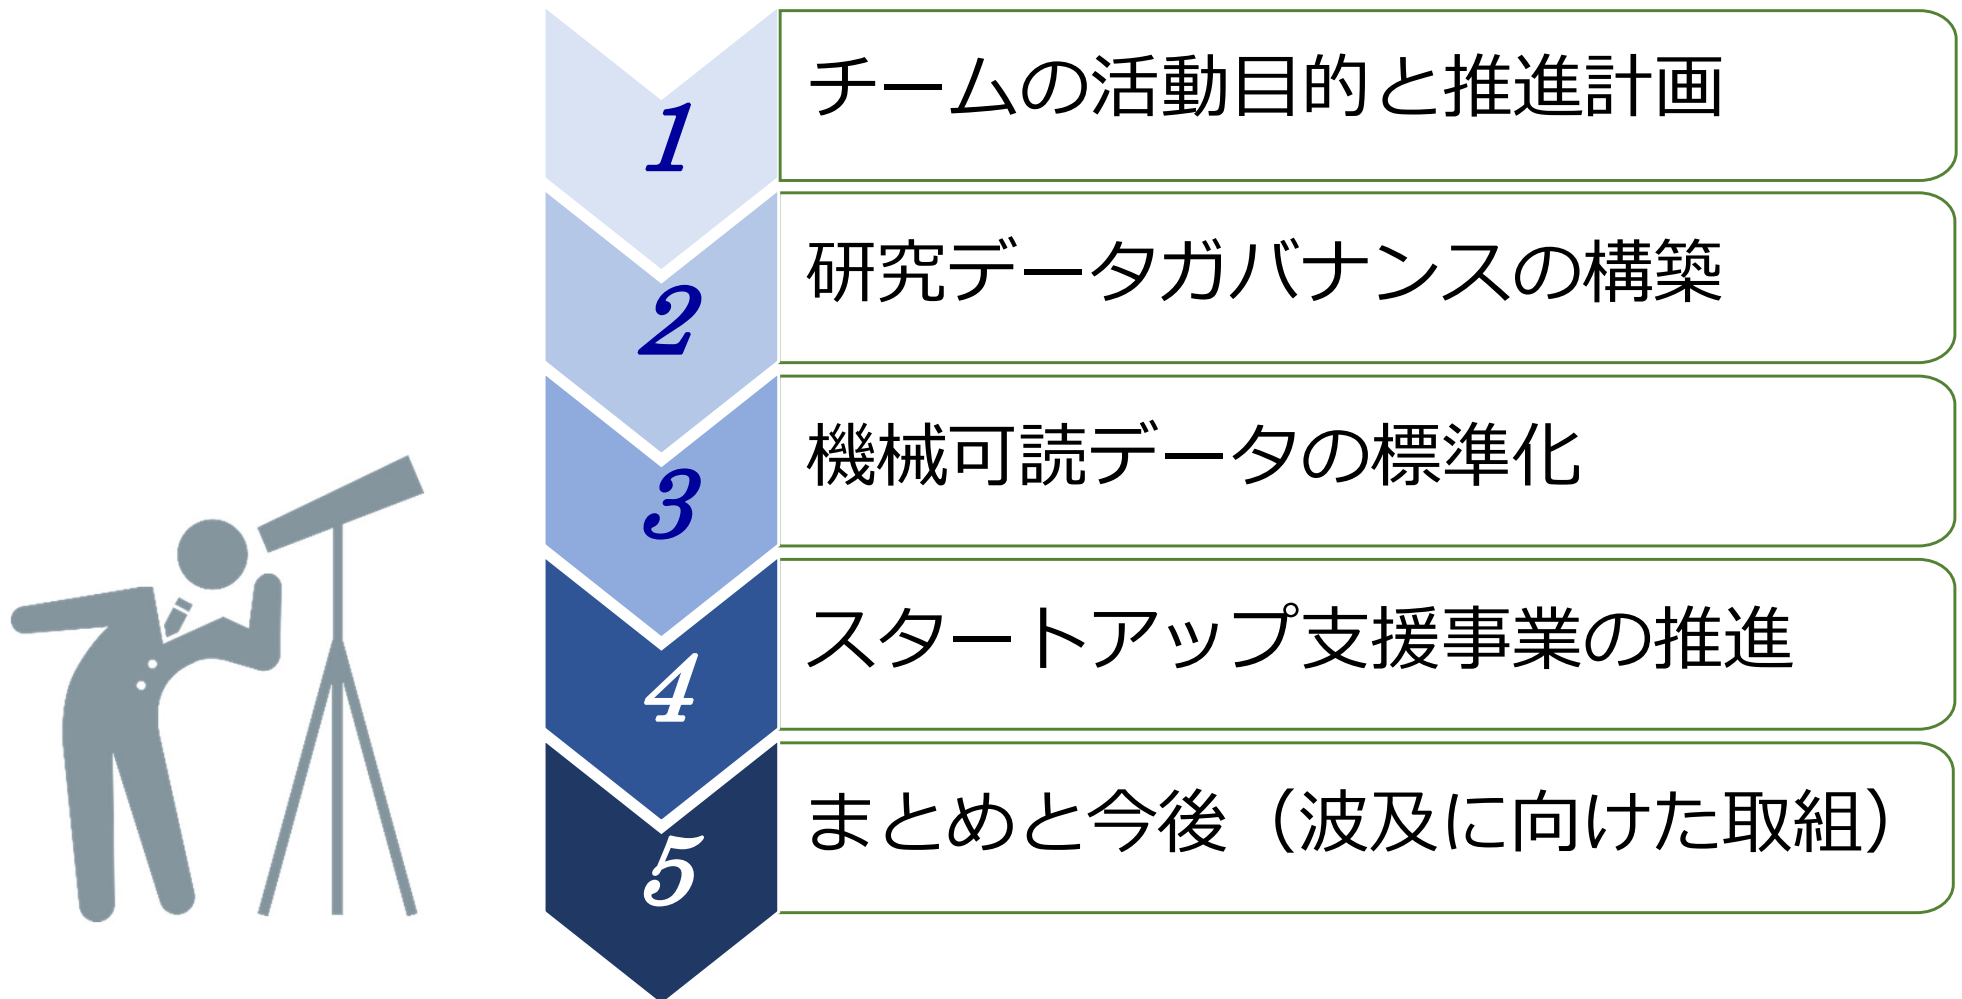 1
チームの活動目的と推進計画
2
研究データガバナンスの構築
3
機械可読データの標準化
4
スタートアップ支援事業の推進
5
まとめと今後（波及に向けた取組）